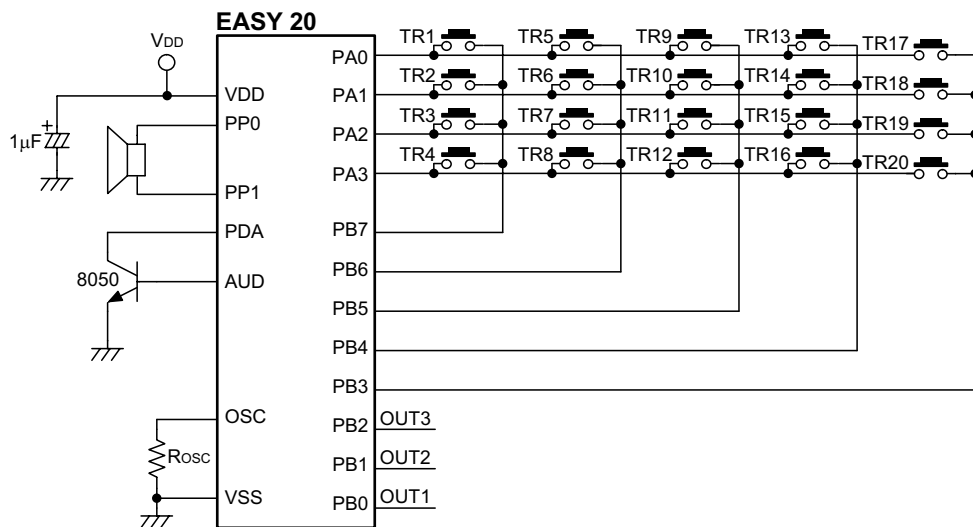 EASY 20
VDD
1µF
8050
ROSC
VDD
PP0
PP1
PDA
AUD
OSC
VSS
PA0
PA1
PA2
PA3
PB7
PB6
PB5
PB4
PB3
PB2
PB1
PB0
TR1 TR5 TR9 TR13 TR17
TR2 TR6 TR10 TR14 TR18
TR3 TR7 TR11 TR15 TR19
TR4 TR8 TR12 TR16 TR20
OUT3
OUT2
OUT1
+